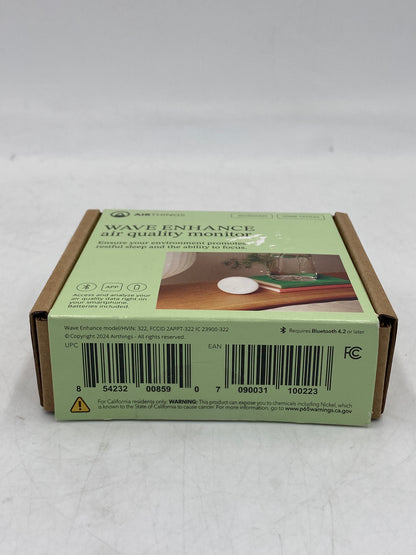 AIRTHINGS
WAVE ENHANCE
air quality monitor
Ensure your environment promotes
restful sleep and the ability to focus.
APP
Access and analyze your
air quality data right on
your smartphone.
Batteries included.
Wave Enhance model/HVIN: 322, FCCID 2APPT-322 IC 23900-322
© Copyright 2024 Airthings - All rights reserved.
Requires Bluetooth 4.2 or later
UPC
EAN
FC
8 54232 00859 0
7 090031 100223
For California residents only: WARNING: This product can expose you to chemicals including Nickel, which
is known to the State of California to cause cancer. For more information, go to www.p65warnings.ca.gov